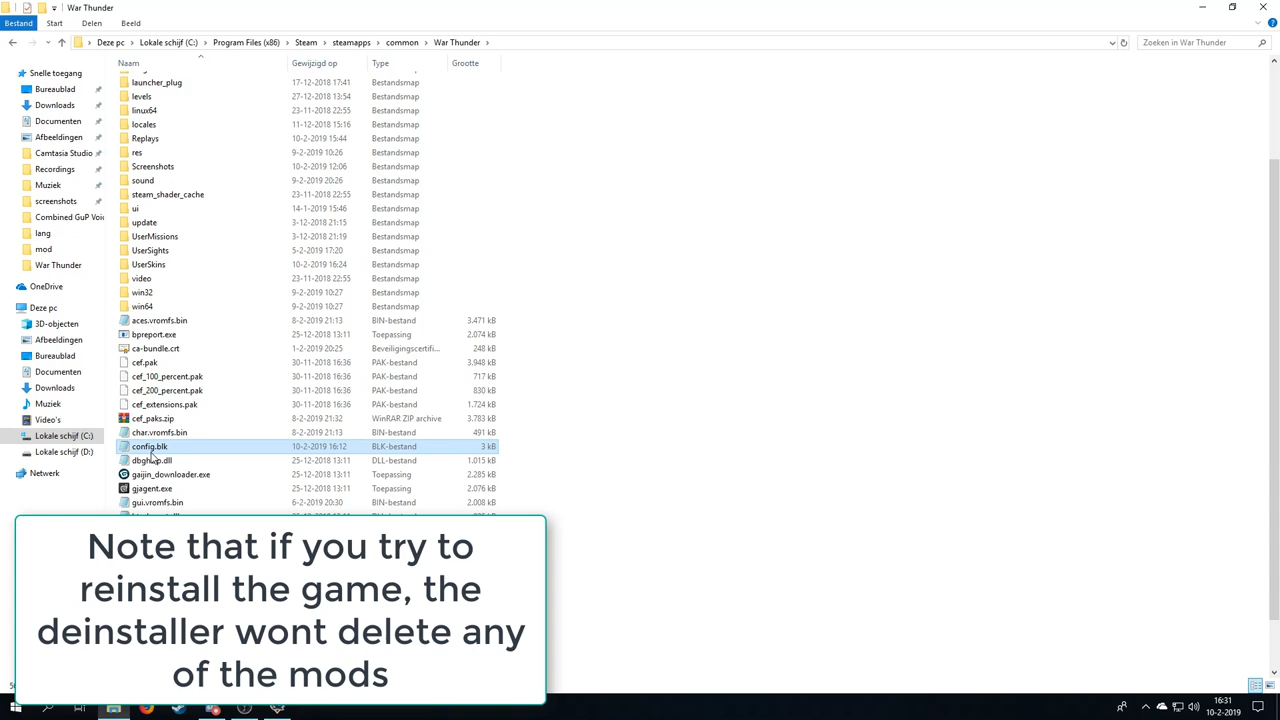 War Thunder
Bestand Start Delen Beeld
Deze pc > Lokale schijf (C:) > Program Files (x86) > Steam > steamapps > common > War Thunder >
Zoeken in War Thunder
Naam Gewijzigd op Type Grootte
Snelle toegang
Bureaublad
Downloads
Documenten
Afbeeldingen
Camtasia Studio
Recordings
Muziek
screenshots
Combined GuP Voic
lang
mod
War Thunder
OneDrive
Deze pc
3D-objecten
Afbeeldingen
Bureaublad
Documenten
Downloads
Muziek
Video's
Lokale schijf (C:)
Lokale schijf (D:)
Netwerk
launcher_plug 17-12-2018 17:41 Bestandsmap
levels 27-12-2018 13:54 Bestandsmap
linux64 23-11-2018 22:55 Bestandsmap
locales 11-12-2018 15:16 Bestandsmap
Replays 10-2-2019 15:44 Bestandsmap
res 9-2-2019 10:26 Bestandsmap
Screenshots 10-2-2019 12:06 Bestandsmap
sound 9-2-2019 20:26 Bestandsmap
steam_shader_cache 23-11-2018 22:55 Bestandsmap
ui 14-1-2019 15:46 Bestandsmap
update 3-12-2018 21:15 Bestandsmap
UserMissions 3-12-2018 21:19 Bestandsmap
UserSights 5-2-2019 17:20 Bestandsmap
UserSkins 10-2-2019 16:24 Bestandsmap
video 23-11-2018 22:55 Bestandsmap
win32 9-2-2019 10:27 Bestandsmap
win64 9-2-2019 10:27 Bestandsmap
aces.vromfs.bin 8-2-2019 21:13 BIN-bestand 3.471 kB
bpreport.exe 25-12-2018 13:11 Toepassing 2.074 kB
ca-bundle.crt 1-2-2019 20:25 Beveiligingscertifi... 248 kB
cef.pak 30-11-2018 16:36 PAK-bestand 3.948 kB
cef_100_percent.pak 30-11-2018 16:36 PAK-bestand 717 kB
cef_200_percent.pak 30-11-2018 16:36 PAK-bestand 830 kB
cef_extensions.pak 30-11-2018 16:36 PAK-bestand 1.724 kB
cef_paks.zip 8-2-2019 21:32 WinRAR ZIP archive 3.783 kB
char.vromfs.bin 8-2-2019 21:13 BIN-bestand 491 kB
config.blk 10-2-2019 16:12 BLK-bestand 3 kB
dbghelp.dll 25-12-2018 13:11 DLL-bestand 1.015 kB
gaijin_downloader.exe 25-12-2018 13:11 Toepassing 2.285 kB
gjagent.exe 25-12-2018 13:11 Toepassing 2.076 kB
gui.vromfs.bin 6-2-2019 20:30 BIN-bestand 2.008 kB
Note that if you try to
reinstall the game, the
deinstaller wont delete any
of the mods
16:31
10-2-2019